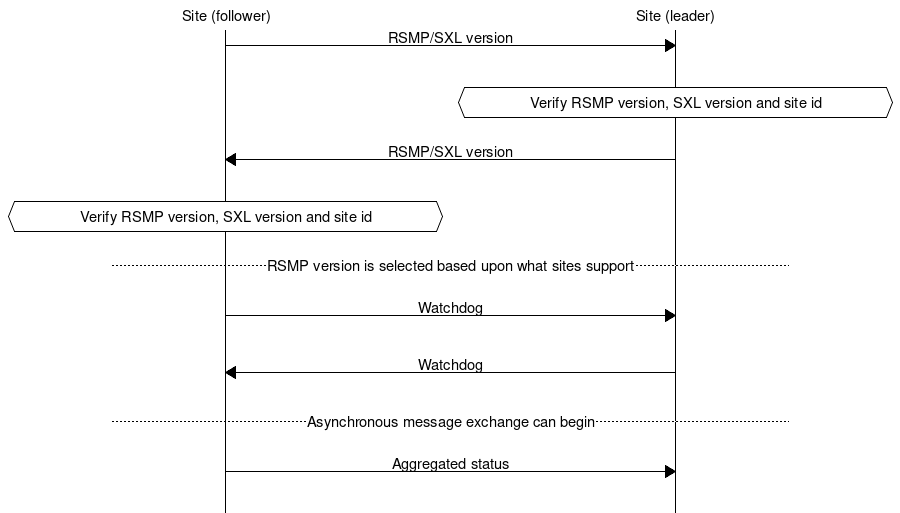 Site (follower)
Site (leader)
RSMP/SXL version
Verify RSMP version, SXL version and site id
RSMP/SXL version
Verify RSMP version, SXL version and site id
RSMP version is selected based upon what sites support
Watchdog
Watchdog
Asynchronous message exchange can begin
Aggregated status